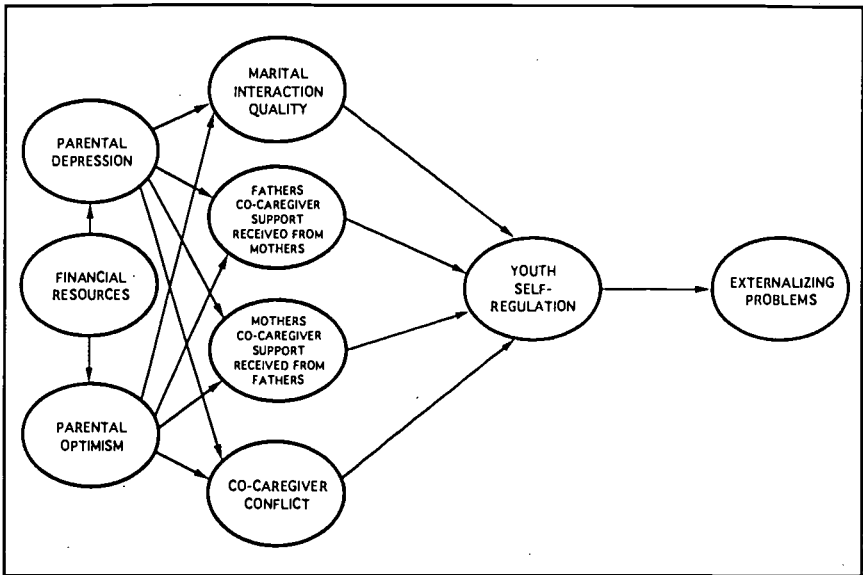 MARITAL
INTERACTION
QUALITY
PARENTAL
DEPRESSION
FATHERS
CO-CAREGIVER
SUPPORT
RECEIVED FROM
MOTHERS
FINANCIAL
RESOURCES
YOUTH
SELF-
REGULATION
EXTERNALIZING
PROBLEMS
MOTHERS
CO-CAREGIVER
SUPPORT
RECEIVED FROM
FATHERS
PARENTAL
OPTIMISM
CO-CAREGIVER
CONFLICT